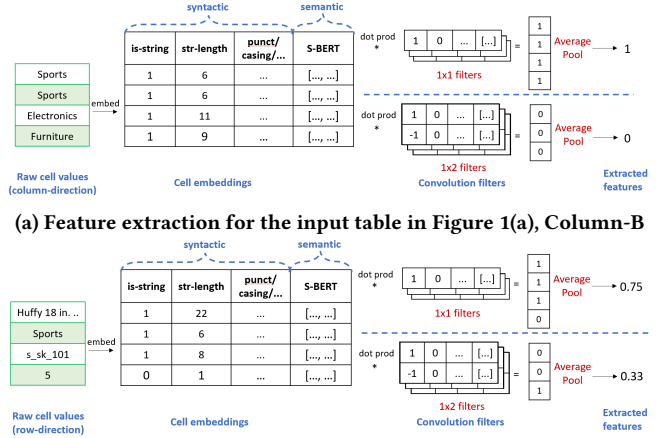 syntactic semantic
is-string str-length punct/ casing/... S-BERT
Sports 1 6 ... [..., ...]
Sports 1 6 ... [..., ...]
Electronics 1 11 ... [..., ...]
Furniture 1 9 ... [..., ...]
embed
dot prod
*
1 0 ... [...]
=
1
1
1
1
Average
Pool
1
1x1 filters
dot prod
*
1 0 ... [...]
-1 0 ... [...]
=
0
0
0
Average
Pool
0
1x2 filters
Raw cell values
(column-direction)
Cell embeddings
Convolution filters
Extracted
features
(a) Feature extraction for the input table in Figure 1(a), Column-B
syntactic semantic
is-string str-length punct/ casing/... S-BERT
Huffy 18 in. .. 1 22 ... [..., ...]
Sports 1 6 ... [..., ...]
s_sk_101 1 8 ... [..., ...]
5 0 1 ... [..., ...]
embed
dot prod
*
1 0 ... [...]
=
1
1
1
0
Average
Pool
0.75
1x1 filters
dot prod
*
1 0 ... [...]
-1 0 ... [...]
=
0
0
1
Average
Pool
0.33
1x2 filters
Raw cell values
(row-direction)
Cell embeddings
Convolution filters
Extracted
features